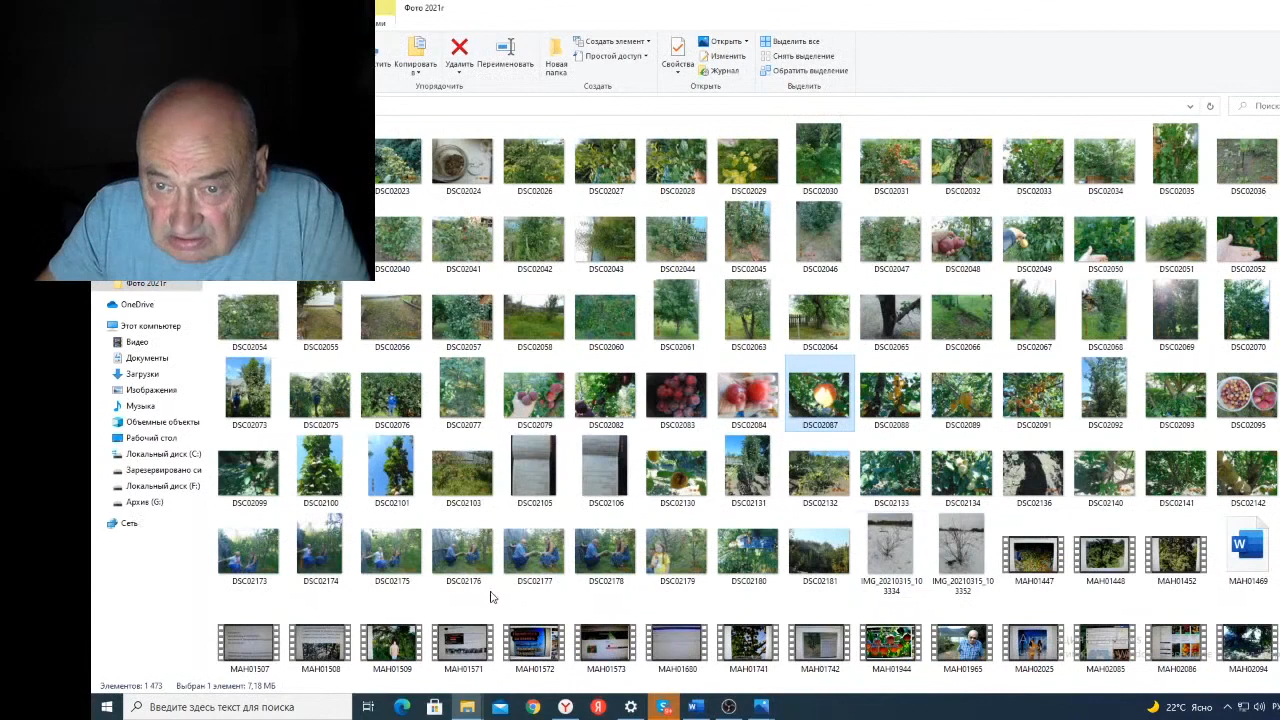 Фото 2021г
Копировать в
Удалить
Переименовать
Новая папка
Создать элемент
Простой доступ
Свойства
Открыть
Изменить
Журнал
Выделить все
Снять выделение
Обратить выделение
Упорядочить
Создать
Открыть
Выделить
DSC02023 DSC02024 DSC02026 DSC02027 DSC02028 DSC02029 DSC02030 DSC02031 DSC02032 DSC02033 DSC02034 DSC02035 DSC02036
DSC02040 DSC02041 DSC02042 DSC02043 DSC02044 DSC02045 DSC02046 DSC02047 DSC02048 DSC02049 DSC02050 DSC02051 DSC02052
Фото 2021г
OneDrive
Этот компьютер
Видео
Документы
Загрузки
Изображения
Музыка
Объемные объекты
Рабочий стол
Локальный диск (C:)
Зарезервировано си
Локальный диск (F:)
Архив (G:)
Сеть
DSC02054 DSC02055 DSC02056 DSC02057 DSC02058 DSC02060 DSC02061 DSC02063 DSC02064 DSC02065 DSC02066 DSC02067 DSC02068 DSC02069 DSC02070
DSC02073 DSC02075 DSC02076 DSC02077 DSC02079 DSC02082 DSC02083 DSC02084 DSC02087 DSC02088 DSC02089 DSC02091 DSC02092 DSC02093 DSC02095
DSC02099 DSC02100 DSC02101 DSC02103 DSC02105 DSC02106 DSC02130 DSC02131 DSC02132 DSC02133 DSC02134 DSC02136 DSC02140 DSC02141 DSC02142
DSC02173 DSC02174 DSC02175 DSC02176 DSC02177 DSC02178 DSC02179 DSC02180 DSC02181 IMG_20210315_103334 IMG_20210315_103352 MAH01447 MAH01448 MAH01452 MAH01469
MAH01507 MAH01508 MAH01509 MAH01571 MAH01572 MAH01573 MAH01680 MAH01741 MAH01742 MAH01944 MAH01965 MAH02025 MAH02085 MAH02086 MAH02094
Элементов: 1 473 Выбран 1 элемент: 7,18 МБ
Введите здесь текст для поиска
22°C Ясно